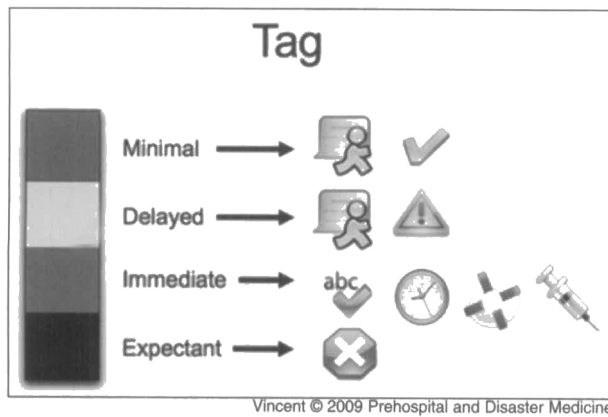 Tag
Minimal
Delayed
Immediate
abc
Expectant
Vincent © 2009 Prehospital and Disaster Medicine